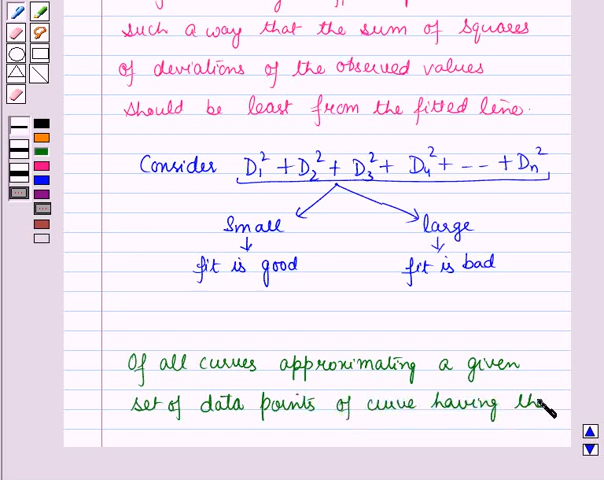 such a way that the sum of squares
of deviations of the observed values
should be least from the fitted line.
Consider D₁² + D₂² + D₃² + D₄² + -- - + Dn²
Small large
fit is good fit is bad
Of all curves approximating a given
set of data points of curve having th